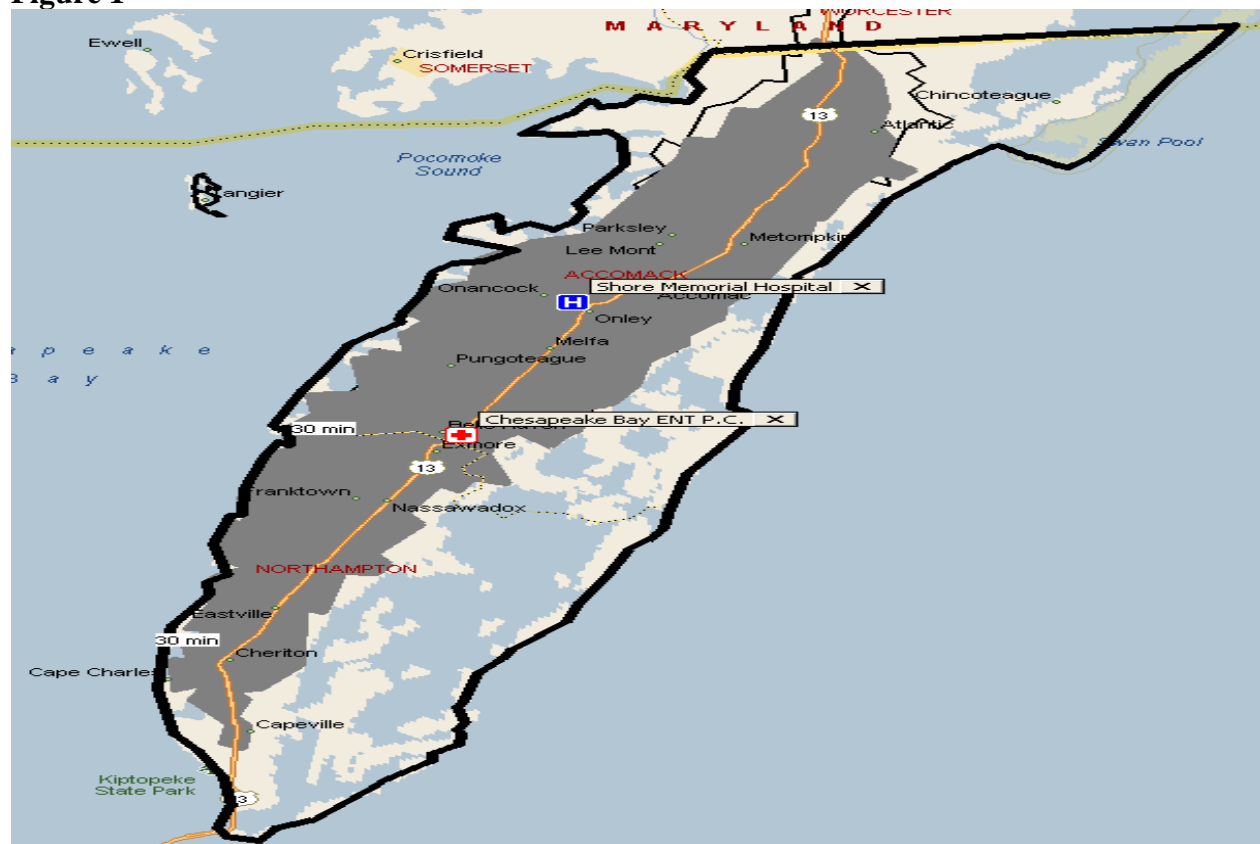 Figure 1
WORCESTER
MARYLAND
Ewell
Crisfield
SOMERSET
Chincoteague
13
Atlantic
Swan Pool
Pocomoke
Sound
Tangier
Parksley
Metompkin
Lee Mont
ACCOMACK
Onancock
H
Shore Memorial Hospital X
Accomac
Onley
Melfa
Pungoteague
a p e a k e
B a y
Chesapeake Bay ENT P.C. X
30 min
Exmore
13
Franktown
Nassawadox
NORTHAMPTON
Eastville
30 min
Cheriton
Cape Charles
Capeville
Kiptopeke
State Park
13